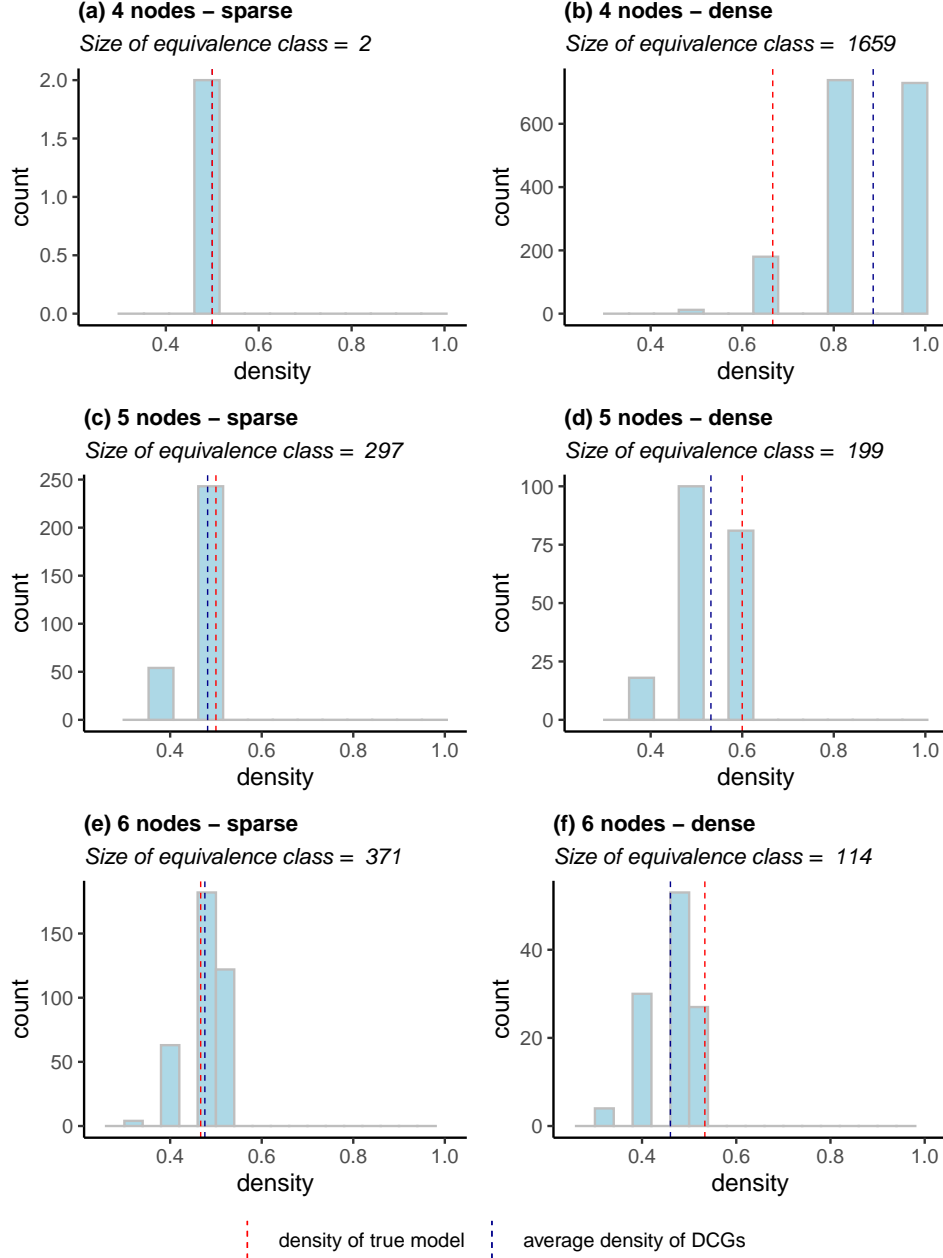 (a) 4 nodes − sparse
Size of equivalence class = 2
2.0
1.5
1.0
0.5
0.0
count
0.4 0.6 0.8 1.0
density
(b) 4 nodes − dense
Size of equivalence class = 1659
600
400
200
0
count
0.4 0.6 0.8 1.0
density
(c) 5 nodes − sparse
Size of equivalence class = 297
250
200
150
100
50
0
count
0.4 0.6 0.8 1.0
density
(d) 5 nodes − dense
Size of equivalence class = 199
100
75
50
25
0
count
0.4 0.6 0.8 1.0
density
(e) 6 nodes − sparse
Size of equivalence class = 371
150
100
50
0
count
0.4 0.6 0.8 1.0
density
(f) 6 nodes − dense
Size of equivalence class = 114
40
20
0
count
0.4 0.6 0.8 1.0
density
density of true model average density of DCGs